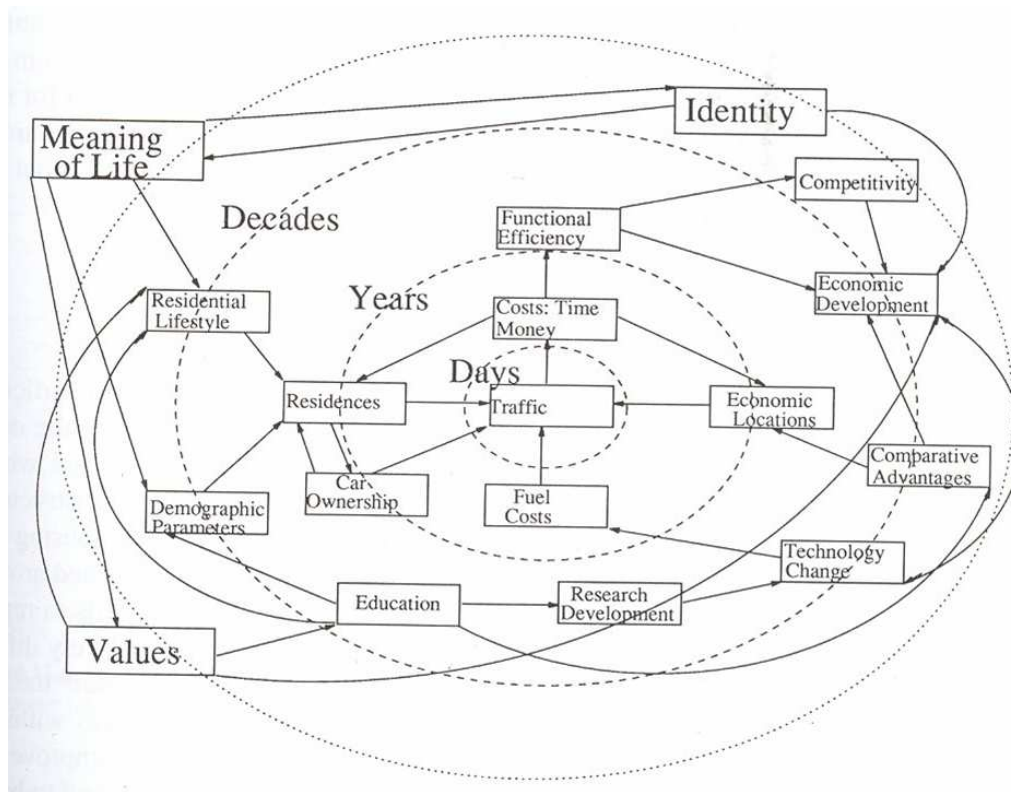 Identity
Meaning
of Life
Competitivity
Decades
Functional
Efficiency
Economic
Development
Residential
Lifestyle
Years
Costs: Time
Money
Days
Residences
Traffic
Economic
Locations
Comparative
Advantages
Car
Ownership
Fuel
Costs
Demographic
Parameters
Technology
Change
Education
Research
Development
Values